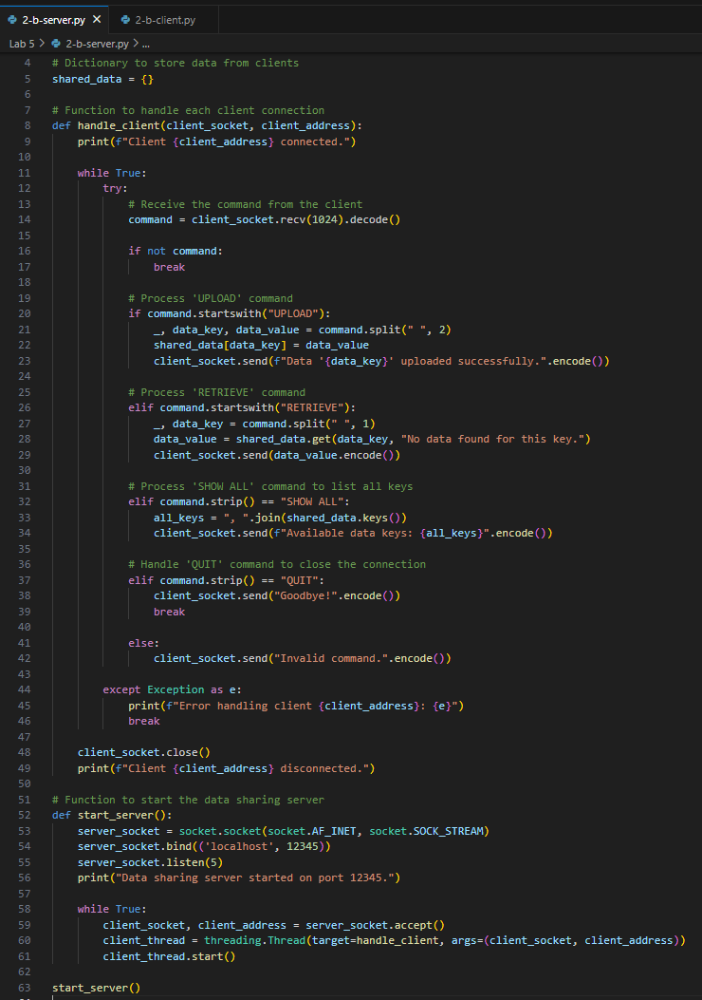 2-b-server.py ×
2-b-client.py
Lab 5 > 2-b-server.py > ...
4 # Dictionary to store data from clients
5 shared_data = {}
6
7 # Function to handle each client connection
8 def handle_client(client_socket, client_address):
9     print(f"Client {client_address} connected.")
10
11     while True:
12         try:
13             # Receive the command from the client
14             command = client_socket.recv(1024).decode()
15
16             if not command:
17                 break
18
19             # Process 'UPLOAD' command
20             if command.startswith("UPLOAD"):
21                 _, data_key, data_value = command.split(" ", 2)
22                 shared_data[data_key] = data_value
23                 client_socket.send(f"Data '{data_key}' uploaded successfully.".encode())
24
25             # Process 'RETRIEVE' command
26             elif command.startswith("RETRIEVE"):
27                 _, data_key = command.split(" ", 1)
28                 data_value = shared_data.get(data_key, "No data found for this key.")
29                 client_socket.send(data_value.encode())
30
31             # Process 'SHOW ALL' command to list all keys
32             elif command.strip() == "SHOW ALL":
33                 all_keys = ", ".join(shared_data.keys())
34                 client_socket.send(f"Available data keys: {all_keys}".encode())
35
36             # Handle 'QUIT' command to close the connection
37             elif command.strip() == "QUIT":
38                 client_socket.send("Goodbye!".encode())
39                 break
40
41             else:
42                 client_socket.send("Invalid command.".encode())
43
44         except Exception as e:
45             print(f"Error handling client {client_address}: {e}")
46             break
47
48     client_socket.close()
49     print(f"Client {client_address} disconnected.")
50
51 # Function to start the data sharing server
52 def start_server():
53     server_socket = socket.socket(socket.AF_INET, socket.SOCK_STREAM)
54     server_socket.bind(('localhost', 12345))
55     server_socket.listen(5)
56     print("Data sharing server started on port 12345.")
57
58     while True:
59         client_socket, client_address = server_socket.accept()
60         client_thread = threading.Thread(target=handle_client, args=(client_socket, client_address))
61         client_thread.start()
62
63 start_server()